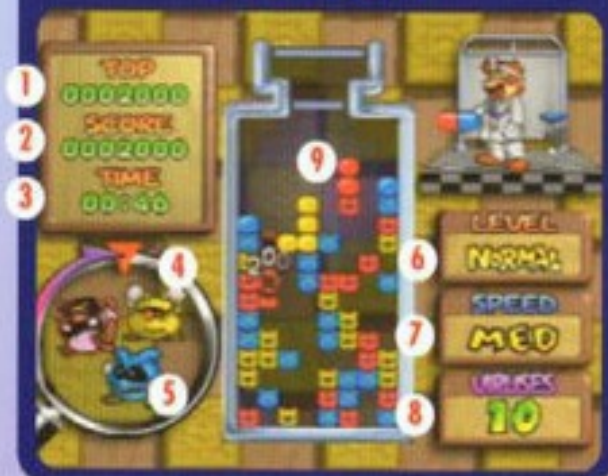 1
TOP
0002000
2
SCORE
0002000
3
TIME
00:40
9
200
4
5
6
LEVEL
NORMAL
7
SPEED
MED
8
VIRUSES
10